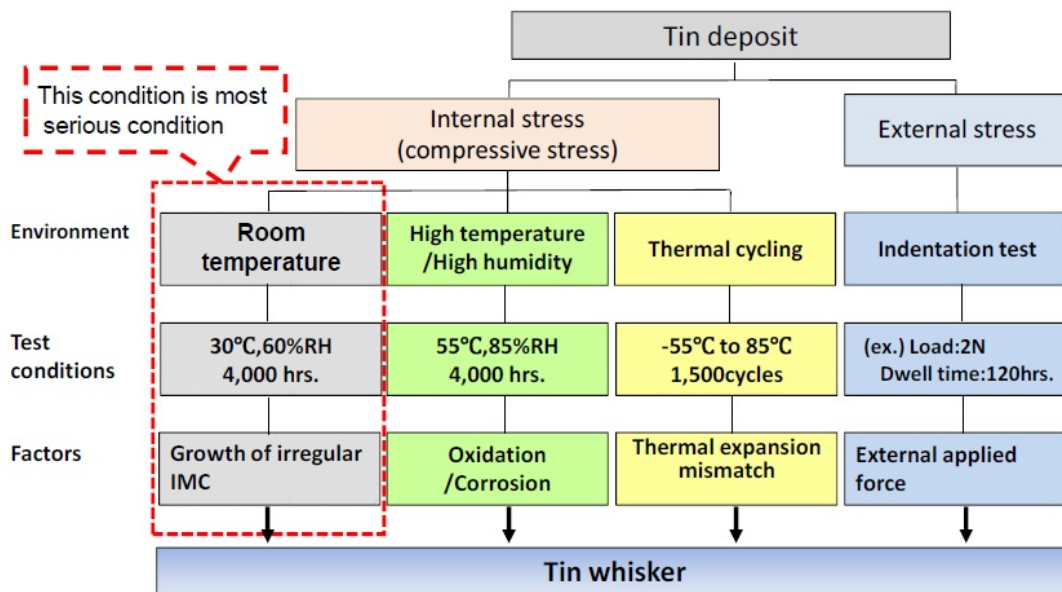 Tin deposit
This condition is most
serious condition
Internal stress
(compressive stress)
External stress
Environment
Room
temperature
High temperature
/High humidity
Thermal cycling
Indentation test
Test
conditions
30℃,60%RH
4,000 hrs.
55℃,85%RH
4,000 hrs.
-55℃ to 85℃
1,500cycles
(ex.) Load:2N
Dwell time:120hrs.
Factors
Growth of irregular
IMC
Oxidation
/Corrosion
Thermal expansion
mismatch
External applied
force
Tin whisker